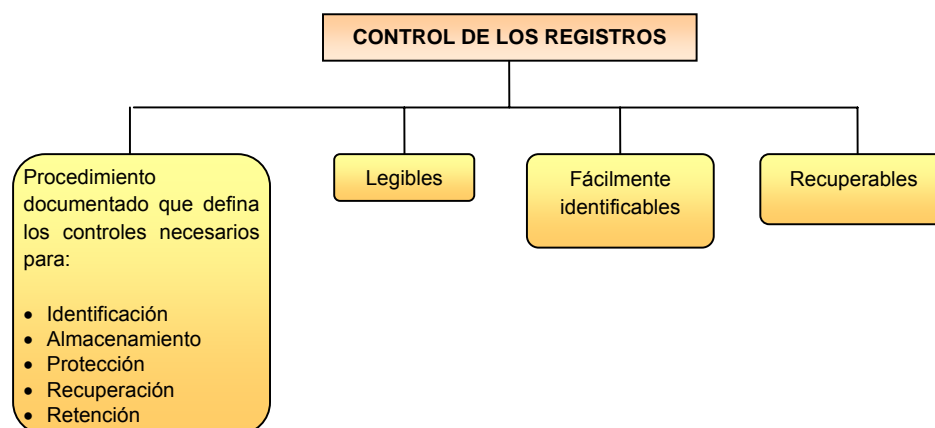 CONTROL DE LOS REGISTROS
Procedimiento
documentado que defina
los controles necesarios
para:
• Identificación
• Almacenamiento
• Protección
• Recuperación
• Retención
Legibles
Fácilmente
identificables
Recuperables